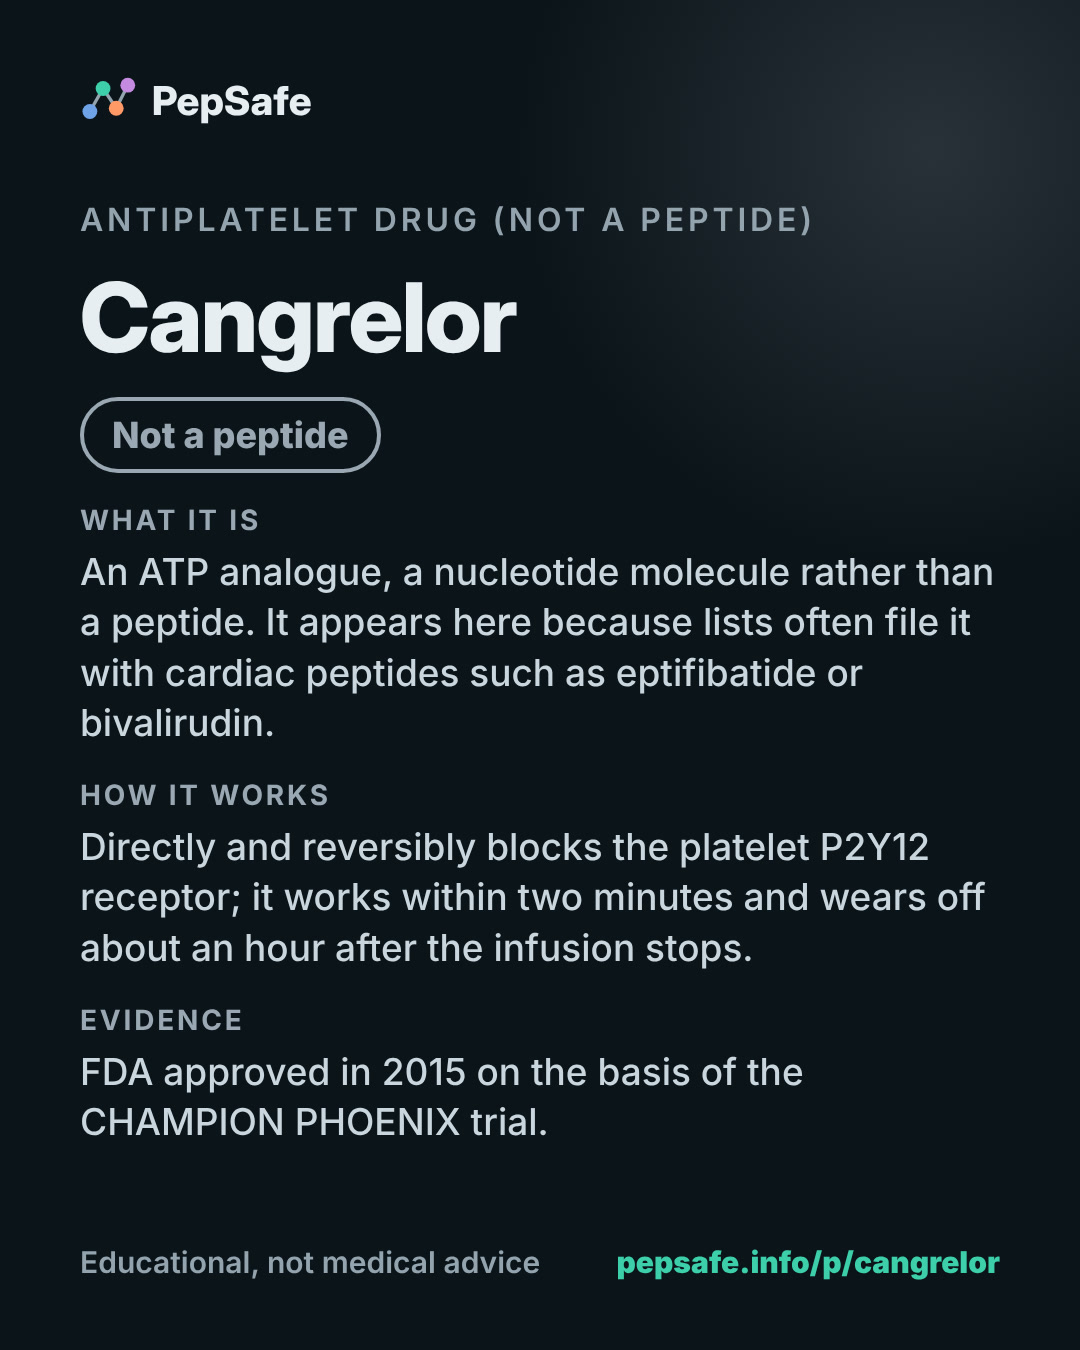 PepSafe
ANTIPLATELET DRUG (NOT A PEPTIDE)
Cangrelor
Not a peptide
WHAT IT IS
An ATP analogue, a nucleotide molecule rather than
a peptide. It appears here because lists often file it
with cardiac peptides such as eptifibatide or
bivalirudin.
HOW IT WORKS
Directly and reversibly blocks the platelet P2Y12
receptor; it works within two minutes and wears off
about an hour after the infusion stops.
EVIDENCE
FDA approved in 2015 on the basis of the
CHAMPION PHOENIX trial.
Educational, not medical advice
pepsafe.info/p/cangrelor